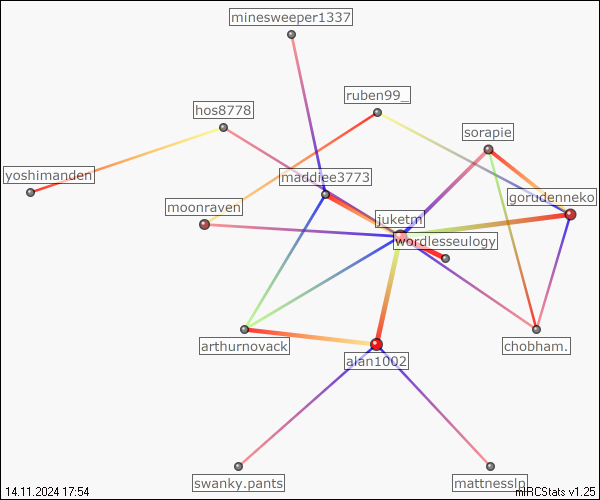 minesweeper1337
ruben99_
hos8778
sorapie
yoshimanden
maddiee3773
gorudenneko
moonraven
juketm
wordlesseulogy
arthurnovack
chobham.
alan1002
swanky.pants
mattnesslp
14.11.2024 17:54
mIRCStats v1.25